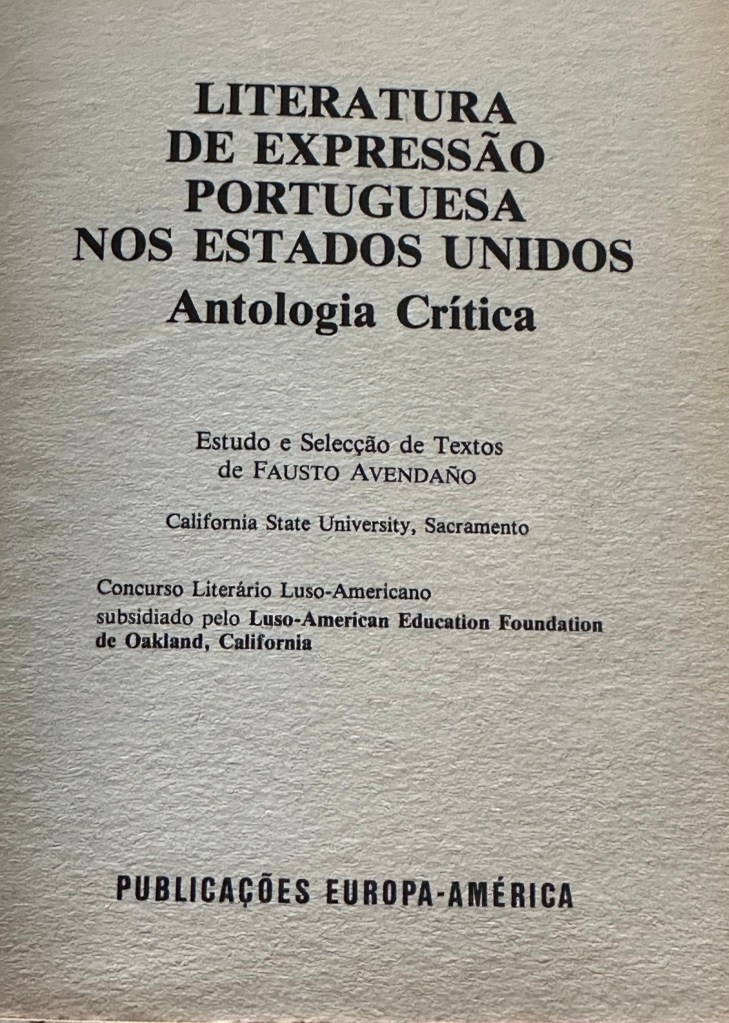 LITERATURA
DE EXPRESSÃO
PORTUGUESA
NOS ESTADOS UNIDOS
Antologia Crítica
Estudo e Selecção de Textos
de FAUSTO AVENDAÑO
California State University, Sacramento
Concurso Literário Luso-Americano
subsidiado pelo Luso-American Education Foundation
de Oakland, California
PUBLICAÇÕES EUROPA-AMÉRICA